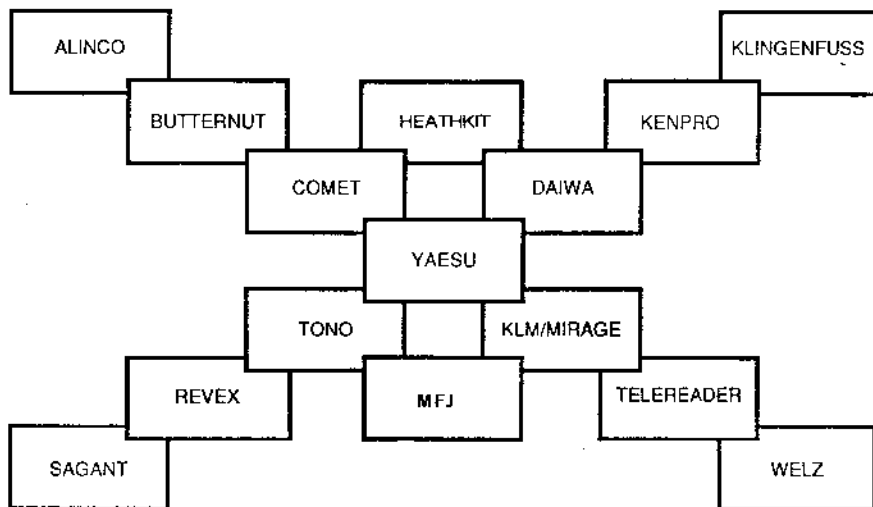 ALINCO
KLINGENFUSS
BUTTERNUT
HEATHKIT
KENPRO
COMET
DAIWA
YAESU
TONO
KLM/MIRAGE
REVEX
MFJ
TELEREADER
SAGANT
WELZ